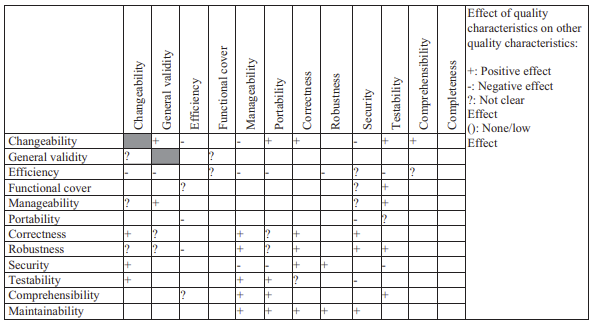 Changeability
General validity
Efficiency
Functional cover
Manageability
Portability
Correctness
Robustness
Security
Testability
Comprehensibility
Completeness
Effect of quality
characteristics on other
quality characteristics:
+: Positive effect
-: Negative effect
?: Not clear
Effect
(): None/low
Effect
Changeability + - - + + - + +
General validity ? ?
Efficiency - - ? - - - ? - ?
Functional cover ? ? +
Manageability ? + ? +
Portability - - ?
Correctness + ? + ? + +
Robustness ? ? - + ? + + +
Security + - - + + -
Testability + + + ? -
Comprehensibility ? + + +
Maintainability + + + + +